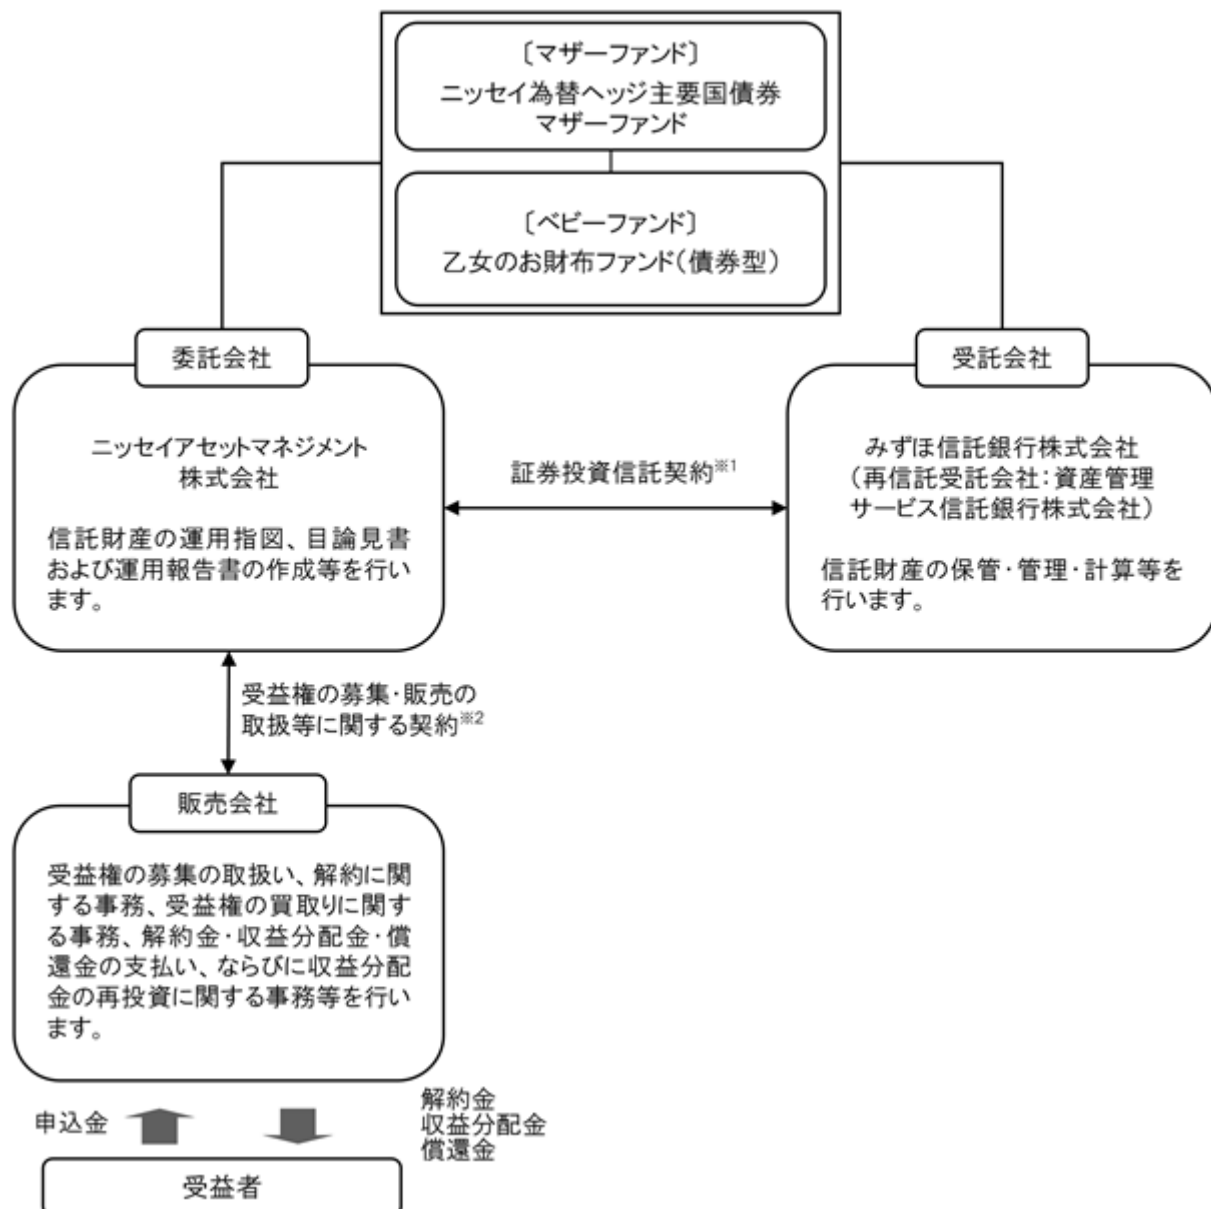 〔マザーファンド〕
ニッセイ為替ヘッジ主要国債券
マザーファンド
〔ベビーファンド〕
乙女のお財布ファンド(債券型)
委託会社
ニッセイアセットマネジメント
株式会社
信託財産の運用指図、目論見書
および運用報告書の作成等を行い
ます。
証券投資信託契約※1
受託会社
みずほ信託銀行株式会社
(再信託受託会社:資産管理
サービス信託銀行株式会社)
信託財産の保管・管理・計算等を
行います。
受益権の募集・販売の
取扱等に関する契約※2
販売会社
受益権の募集の取扱い、解約に関
する事務、受益権の買取りに関す
る事務、解約金・収益分配金・償
還金の支払い、ならびに収益分配
金の再投資に関する事務等を行い
ます。
申込金
解約金
収益分配金
償還金
受益者